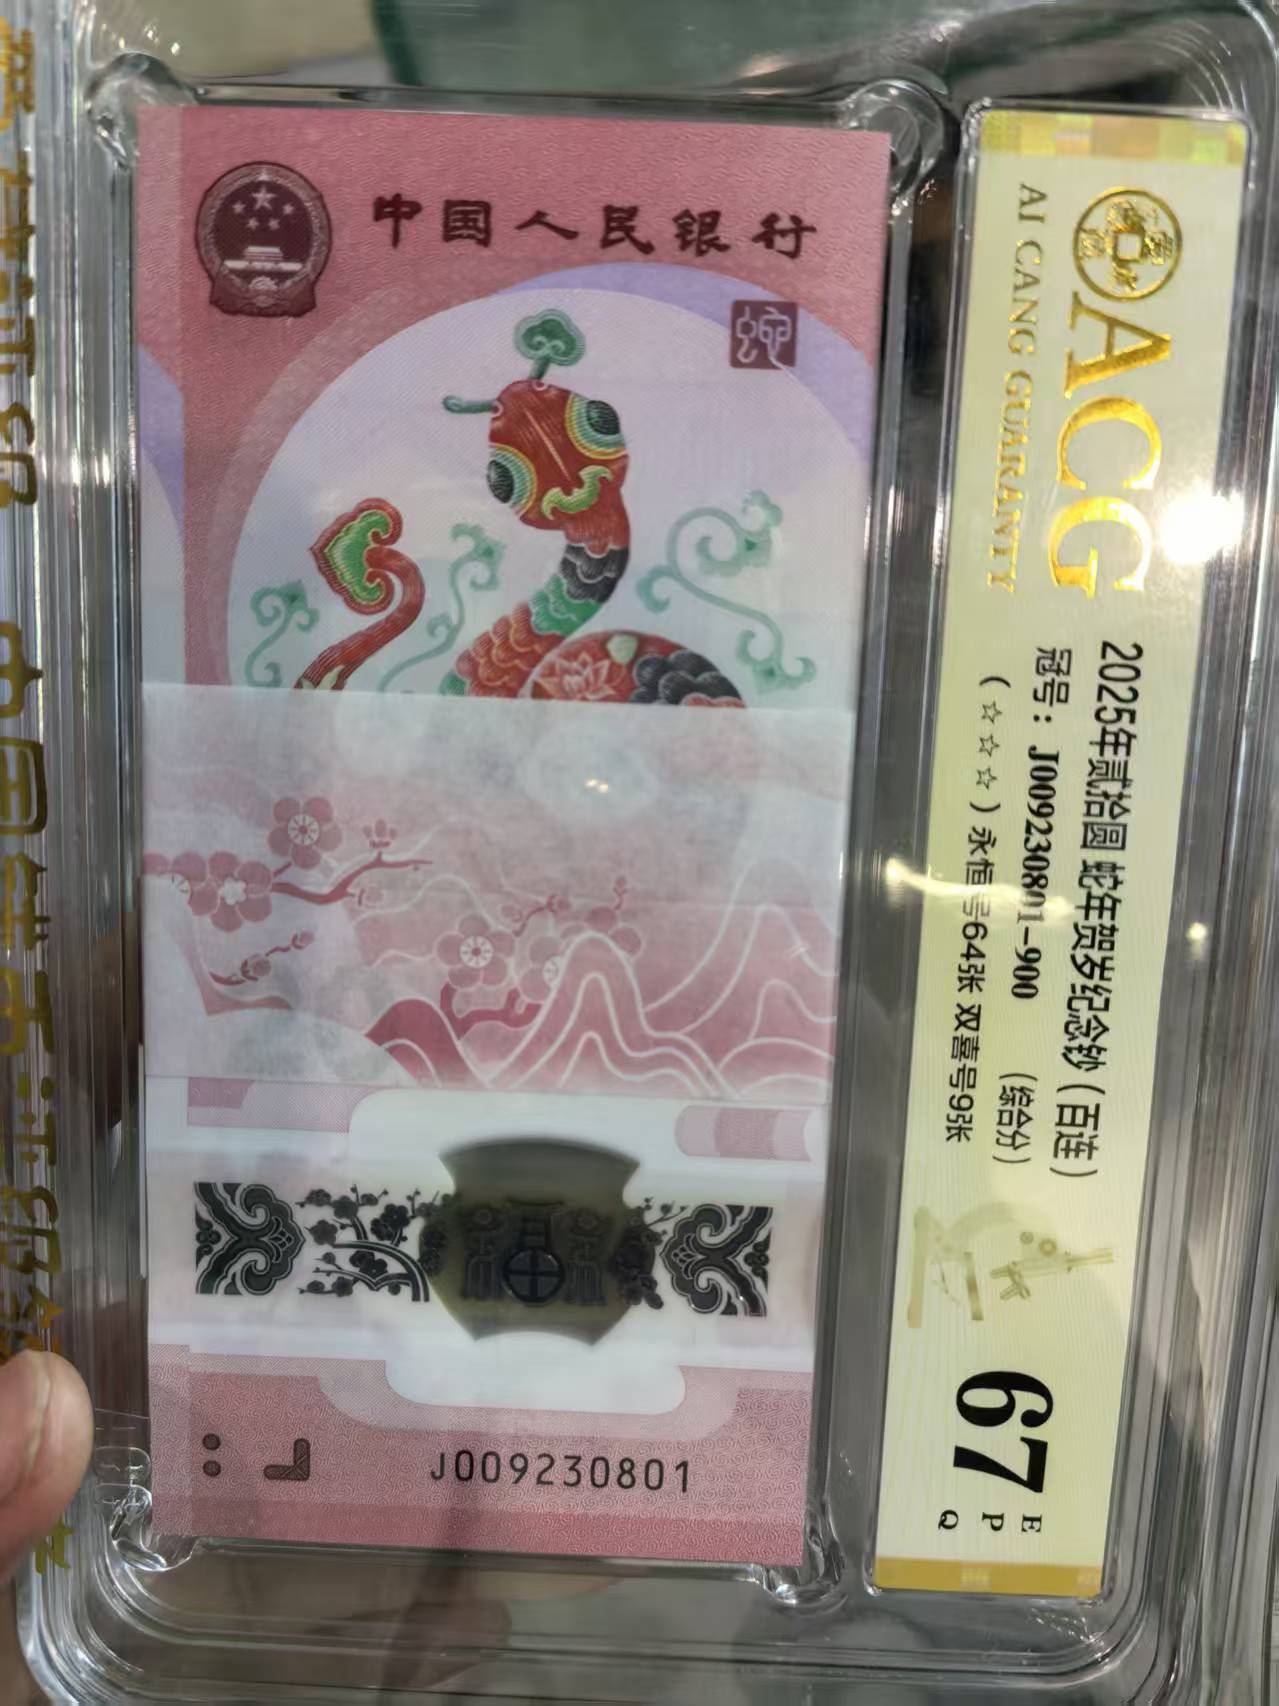 中国人民银行
蛇
J009230801
ACG
AI CANG GUARANTY
2025年贰拾圆 蛇年贺岁纪念钞（百连）
冠号：J009230801-900 （综合分）
（☆☆☆）永恒号64张 双喜号9张
67
E
P
Q